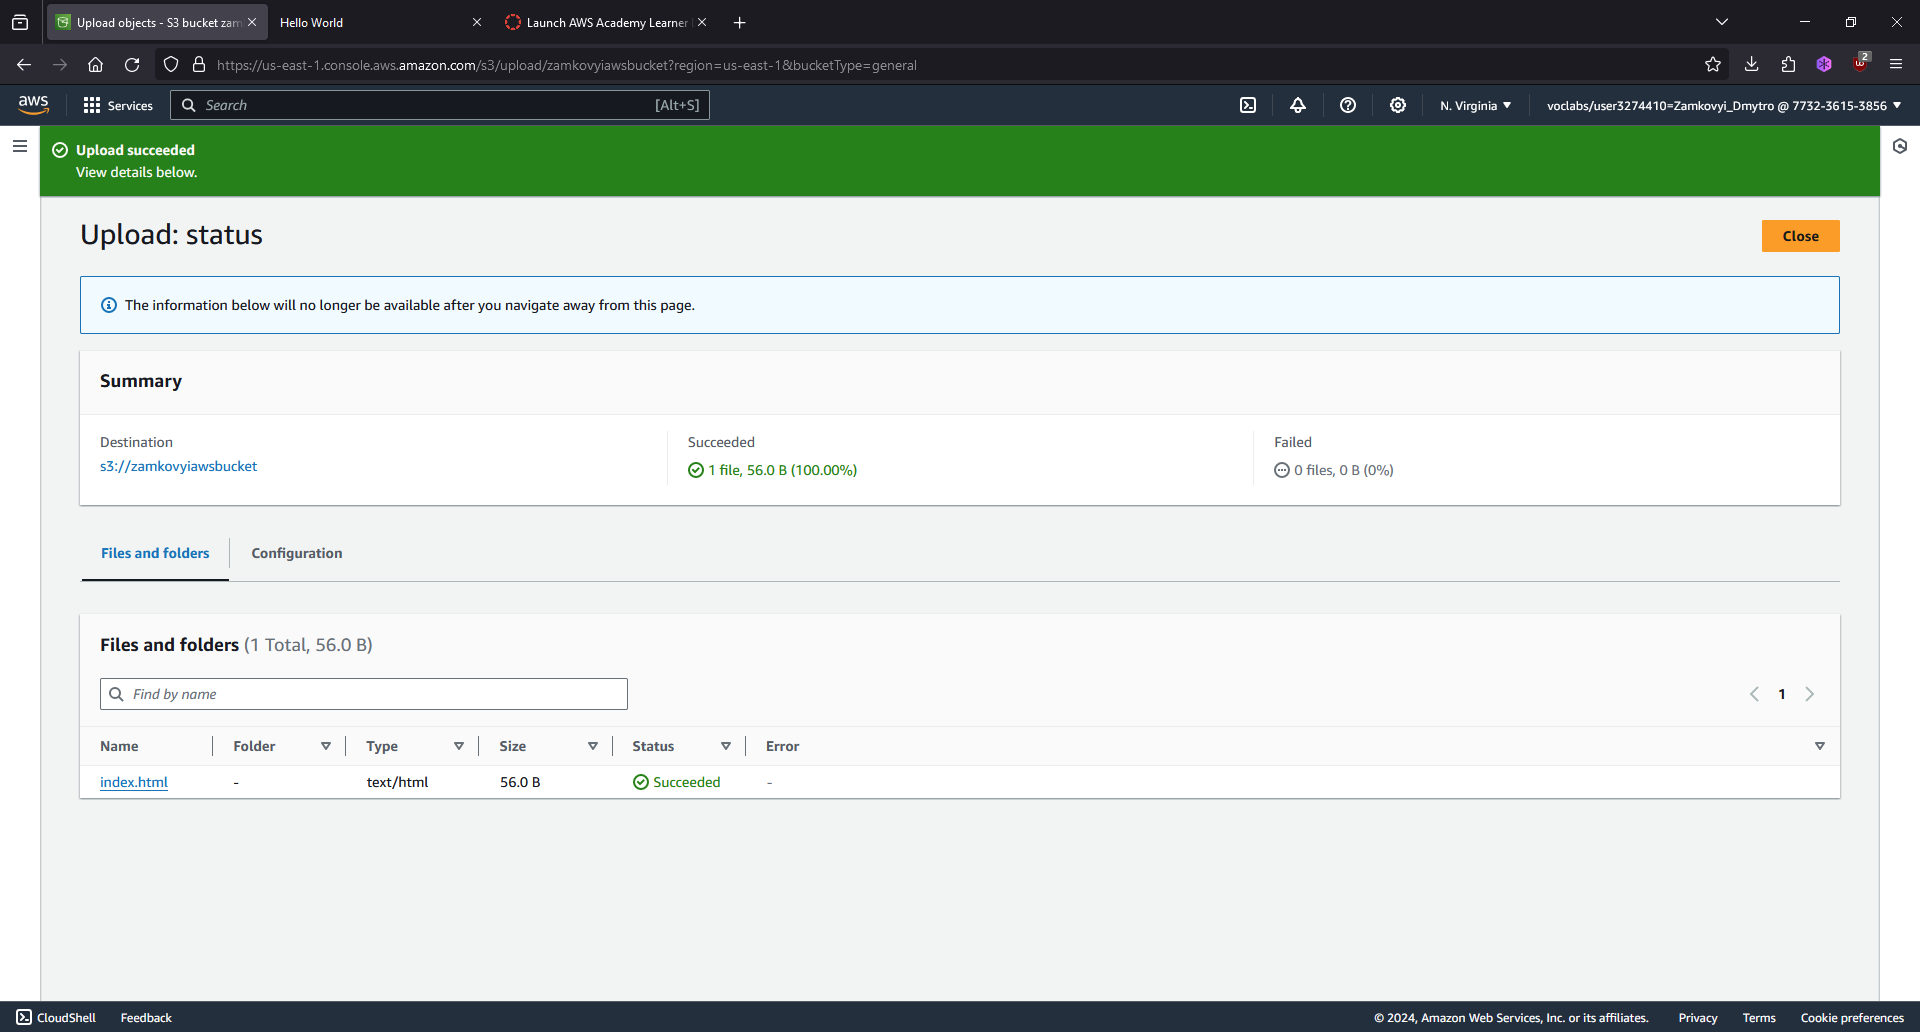 Upload objects - S3 bucket zam
Hello World
Launch AWS Academy Learner
https://us-east-1.console.aws.amazon.com/s3/upload/zamkovyiawsbucket?region=us-east-1&bucketType=general
2
aws
Services
Search
[Alt+S]
N. Virginia
voclabs/user3274410=Zamkovyi_Dmytro @ 7732-3615-3856
Upload succeeded
View details below.
Upload: status
Close
The information below will no longer be available after you navigate away from this page.
Summary
Destination
s3://zamkovyiawsbucket
Succeeded
1 file, 56.0 B (100.00%)
Failed
0 files, 0 B (0%)
Files and folders
Configuration
Files and folders (1 Total, 56.0 B)
Find by name
1
Name Folder Type Size Status Error
index.html - text/html 56.0 B Succeeded -
CloudShell Feedback © 2024, Amazon Web Services, Inc. or its affiliates. Privacy Terms Cookie preferences